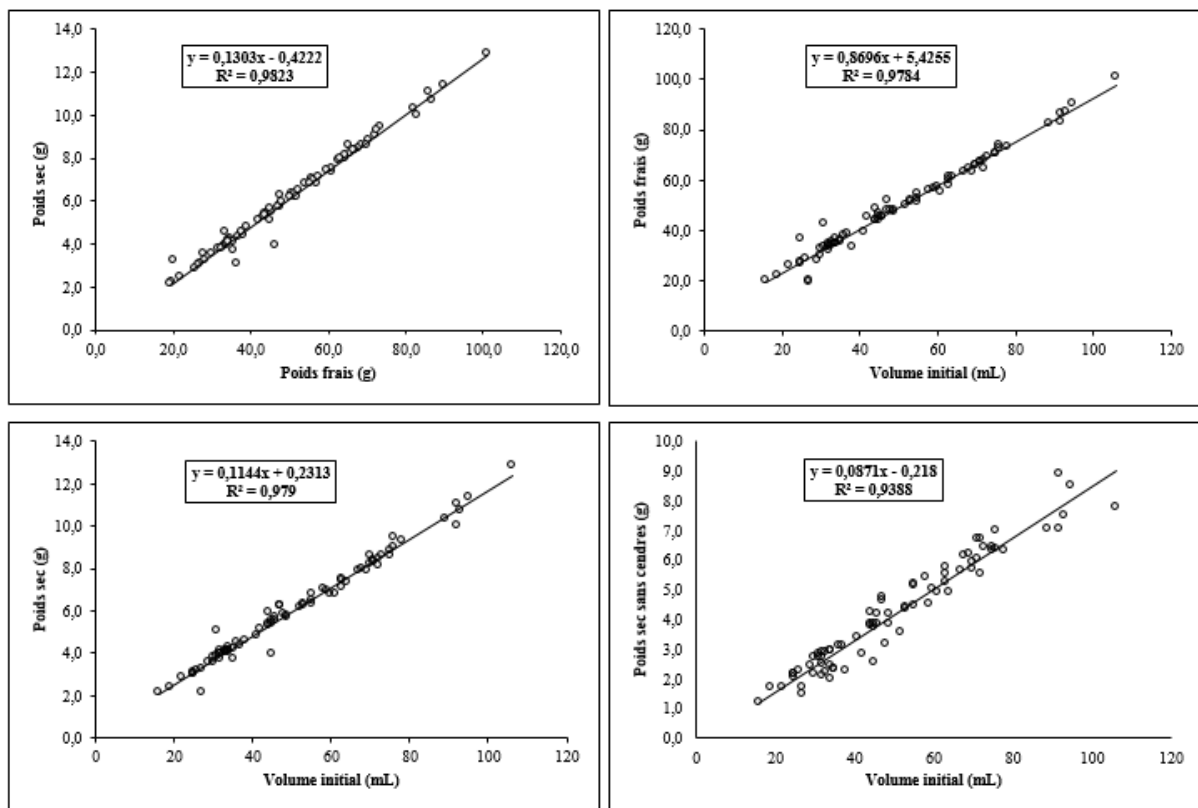 14,0
12,0
10,0
8,0
6,0
4,0
2,0
0,0
Poids sec (g)
y = 0,1303x - 0,4222
R² = 0,9823
0,0 20,0 40,0 60,0 80,0 100,0 120,0
Poids frais (g)
120,0
100,0
80,0
60,0
40,0
20,0
0,0
Poids frais (g)
y = 0,8696x + 5,4255
R² = 0,9784
0 20 40 60 80 100 120
Volume initial (mL)
14,0
12,0
10,0
8,0
6,0
4,0
2,0
0,0
Poids sec (g)
y = 0,1144x + 0,2313
R² = 0,979
0 20 40 60 80 100 120
Volume initial (mL)
10,0
9,0
8,0
7,0
6,0
5,0
4,0
3,0
2,0
1,0
0,0
Poids sec sans cendres (g)
y = 0,0871x - 0,218
R² = 0,9388
0 20 40 60 80 100 120
Volume initial (mL)